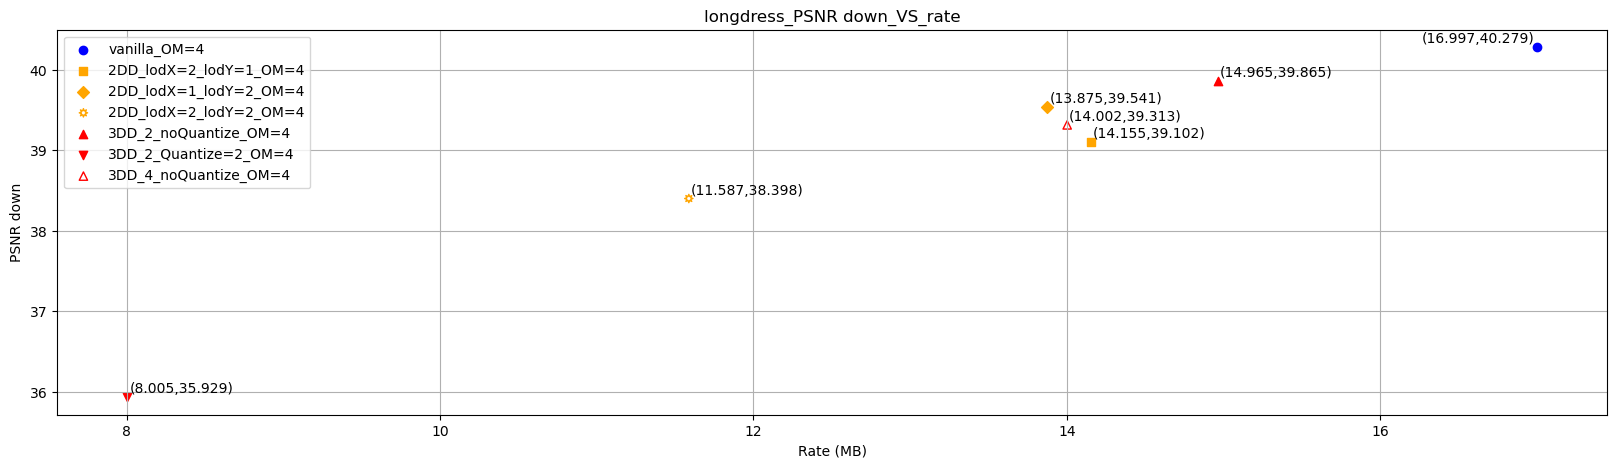 longdress_PSNR down_VS_rate
vanilla_OM=4
2DD_lodX=2_lodY=1_OM=4
2DD_lodX=1_lodY=2_OM=4
2DD_lodX=2_lodY=2_OM=4
3DD_2_noQuantize_OM=4
3DD_2_Quantize=2_OM=4
3DD_4_noQuantize_OM=4
(16.997,40.279)
(14.965,39.865)
(13.875,39.541)
(14.002,39.313)
(14.155,39.102)
(11.587,38.398)
(8.005,35.929)
PSNR down
40
39
38
37
36
8
10
12
14
16
Rate (MB)